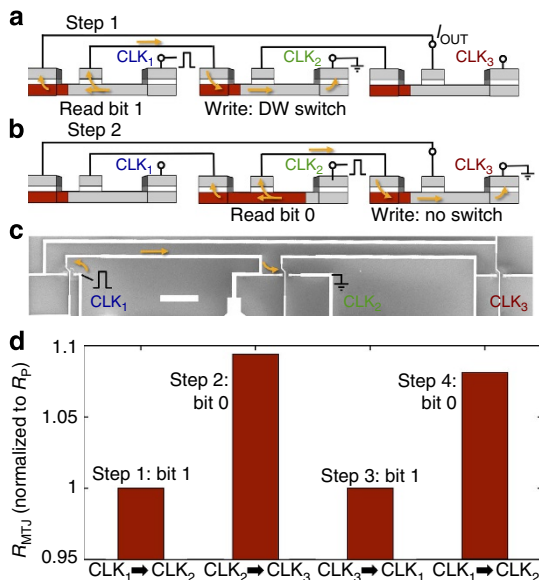 a
Step 1
I_OUT
CLK₁
CLK₂
CLK₃
Read bit 1
Write: DW switch
b
Step 2
CLK₁
CLK₂
CLK₃
Read bit 0
Write: no switch
c
CLK₁
CLK₂
CLK₃
d
R_MTJ (normalized to R_P)
1.1
1.05
1
0.95
Step 1: bit 1
Step 2:
bit 0
Step 3: bit 1
Step 4:
bit 0
CLK₁➡CLK₂
CLK₂➡CLK₃
CLK₃➡CLK₁
CLK₁➡CLK₂